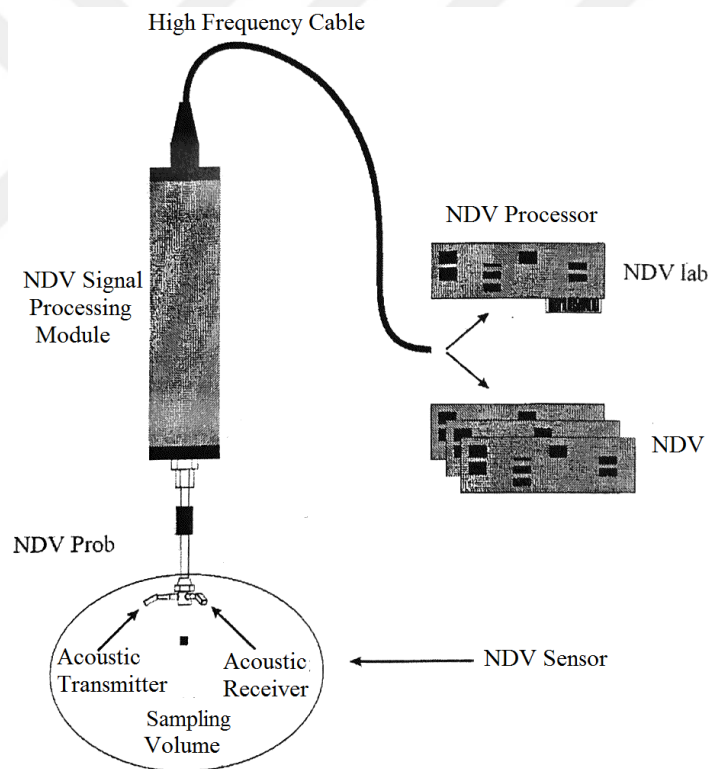 High Frequency Cable
NDV Processor
NDV lab
NDV Signal
Processing
Module
NDV
NDV Prob
Acoustic
Transmitter
Acoustic
Receiver
NDV Sensor
Sampling
Volume